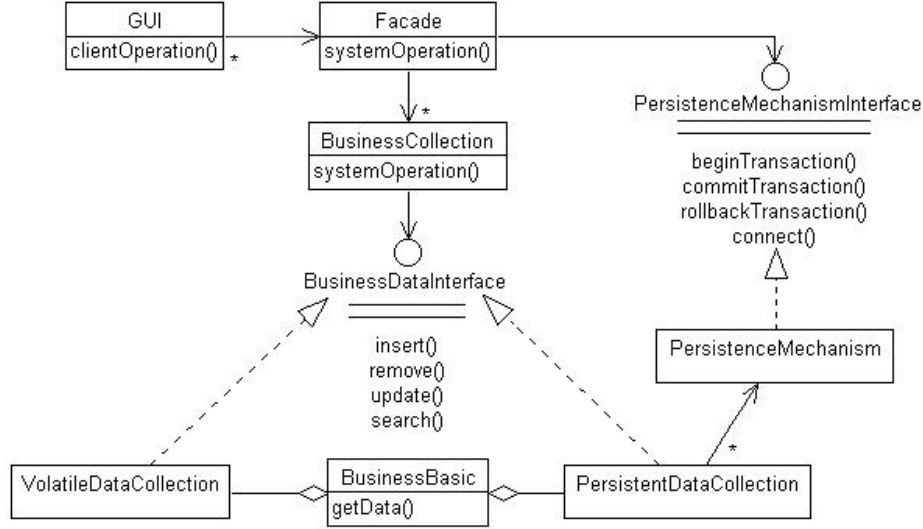 GUI
clientOperation()
*
Facade
systemOperation()
PersistenceMechanismInterface
beginTransaction()
commitTransaction()
rollbackTransaction()
connect()
*
BusinessCollection
systemOperation()
BusinessDataInterface
insert()
remove()
update()
search()
PersistenceMechanism
*
VolatileDataCollection
BusinessBasic
getData()
PersistentDataCollection